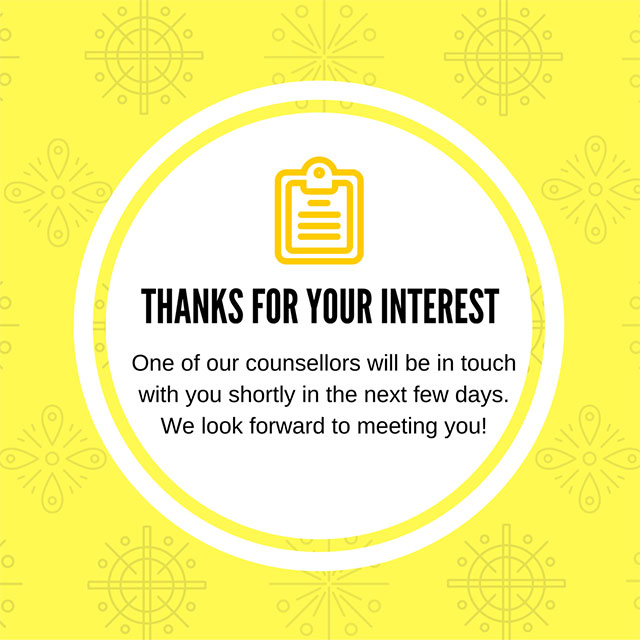 THANKS FOR YOUR INTEREST
One of our counsellors will be in touch
with you shortly in the next few days.
We look forward to meeting you!